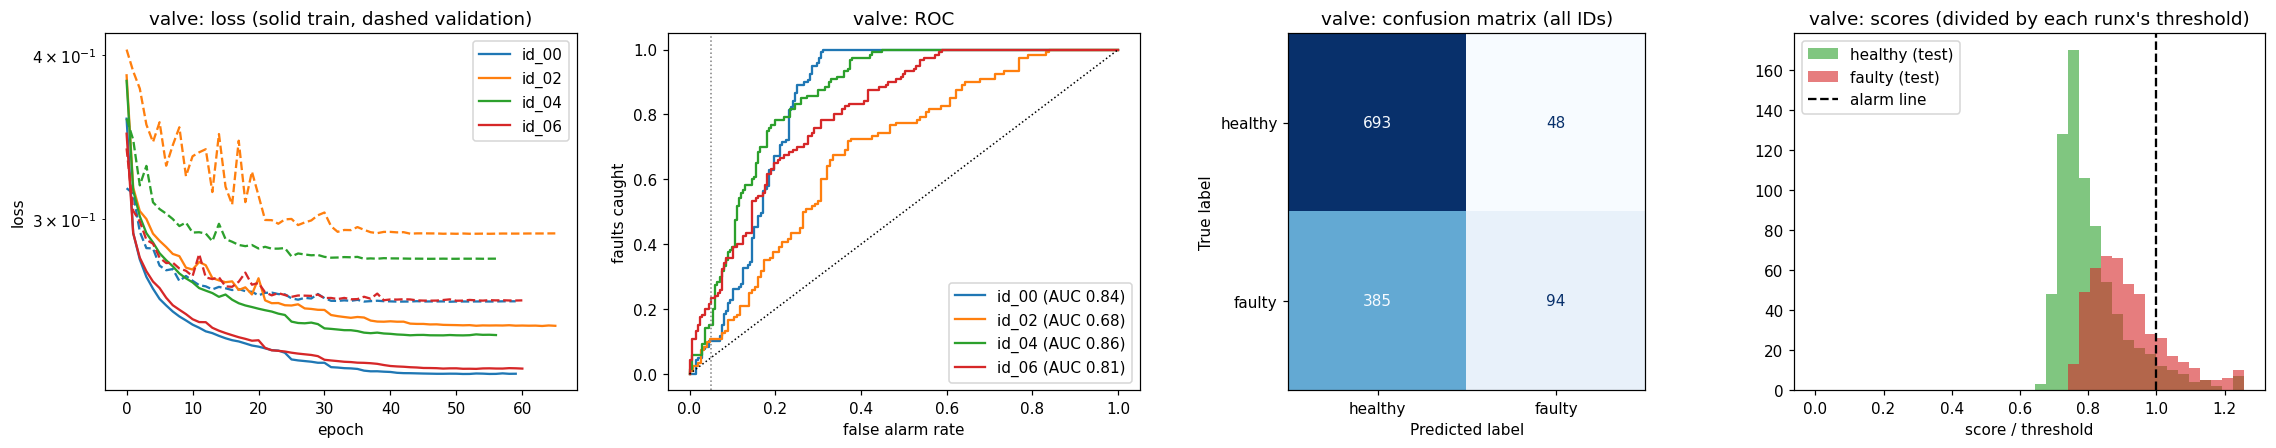 valve: loss (solid train, dashed validation)
4 × 10⁻¹
3 × 10⁻¹
loss
0 10 20 30 40 50 60
epoch
id_00
id_02
id_04
id_06
valve: ROC
1.0
0.8
0.6
0.4
0.2
0.0
faults caught
0.0 0.2 0.4 0.6 0.8 1.0
false alarm rate
id_00 (AUC 0.84)
id_02 (AUC 0.68)
id_04 (AUC 0.86)
id_06 (AUC 0.81)
valve: confusion matrix (all IDs)
True label
healthy 693 48
faulty 385 94
healthy faulty
Predicted label
valve: scores (divided by each runx's threshold)
160
140
120
100
80
60
40
20
0
healthy (test)
faulty (test)
alarm line
0.0 0.2 0.4 0.6 0.8 1.0 1.2
score / threshold